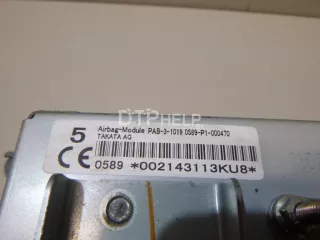 DTPHELP
5
Airbag-Module PAB-3-1019 0589-P1-000470
TAKATA AG
CE 0589 *002143113KU8*